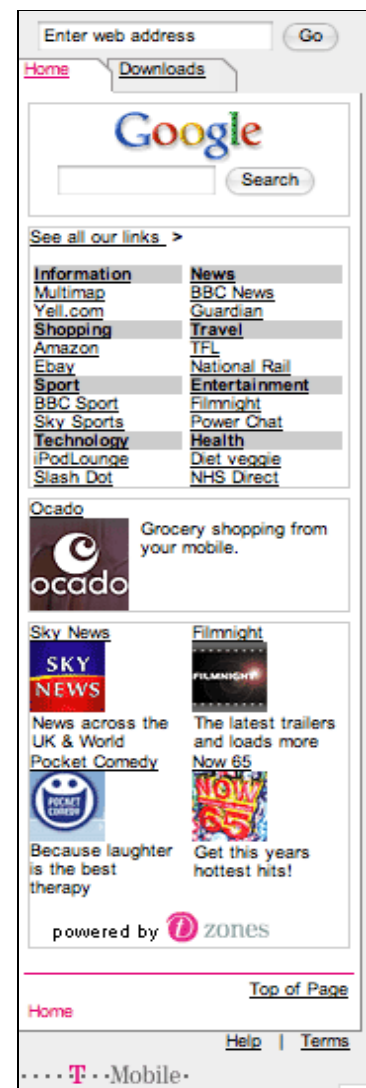 Enter web address Go
Home Downloads
Google
Search
See all our links >
Information News
Multimap BBC News
Yell.com Guardian
Shopping Travel
Amazon TFL
Ebay National Rail
Sport Entertainment
BBC Sport Filmnight
Sky Sports Power Chat
Technology Health
iPodLounge Diet veggie
Slash Dot NHS Direct
Ocado
Grocery shopping from
your mobile.
ocado
Sky News Filmnight
SKY
NEWS
FILMNIGHT
News across the The latest trailers
UK & World and loads more
Pocket Comedy Now 65
POCKET
COMEDY
NOW
65
Because laughter Get this years
is the best hottest hits!
therapy
powered by t zones
Top of Page
Home
Help | Terms
· · · · T · ·Mobile·